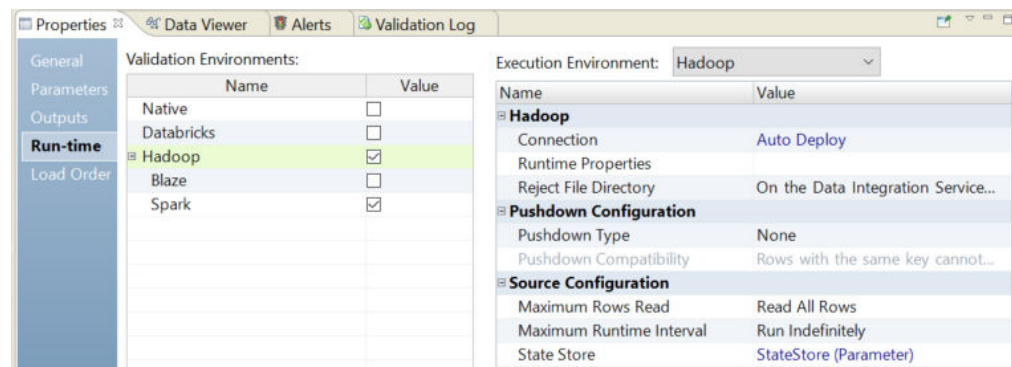 Properties Data Viewer Alerts Validation Log
General
Parameters
Outputs
Run-time
Load Order
Validation Environments:
Name Value
Native
Databricks
Hadoop
Blaze
Spark
Execution Environment: Hadoop
Name Value
Hadoop
Connection Auto Deploy
Runtime Properties
Reject File Directory On the Data Integration Service...
Pushdown Configuration
Pushdown Type None
Pushdown Compatibility Rows with the same key cannot...
Source Configuration
Maximum Rows Read Read All Rows
Maximum Runtime Interval Run Indefinitely
State Store StateStore (Parameter)